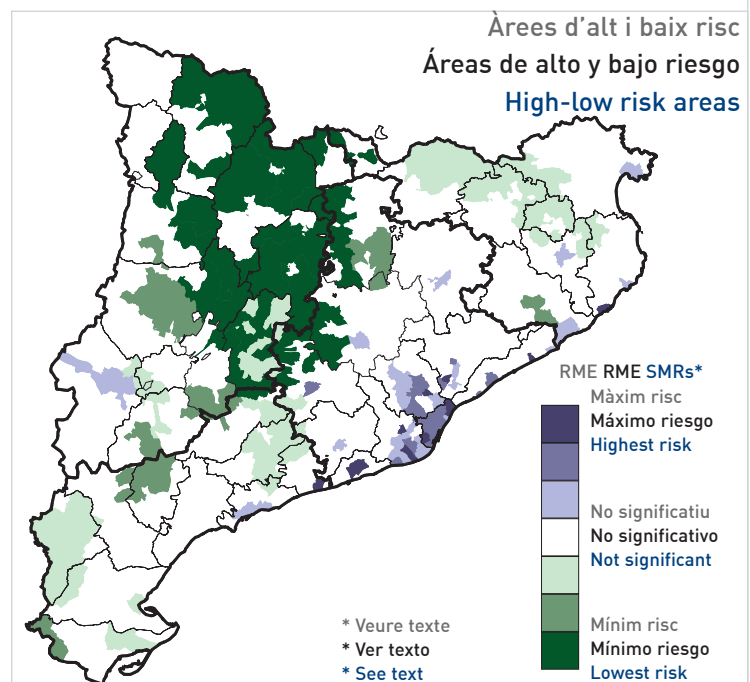 Àrees d'alt i baix risc
Áreas de alto y bajo riesgo
High-low risk areas
RME RME SMRs*
Màxim risc
Máximo riesgo
Highest risk
No significatiu
No significativo
Not significant
Mínim risc
Mínimo riesgo
Lowest risk
* Veure texte
* Ver texto
* See text